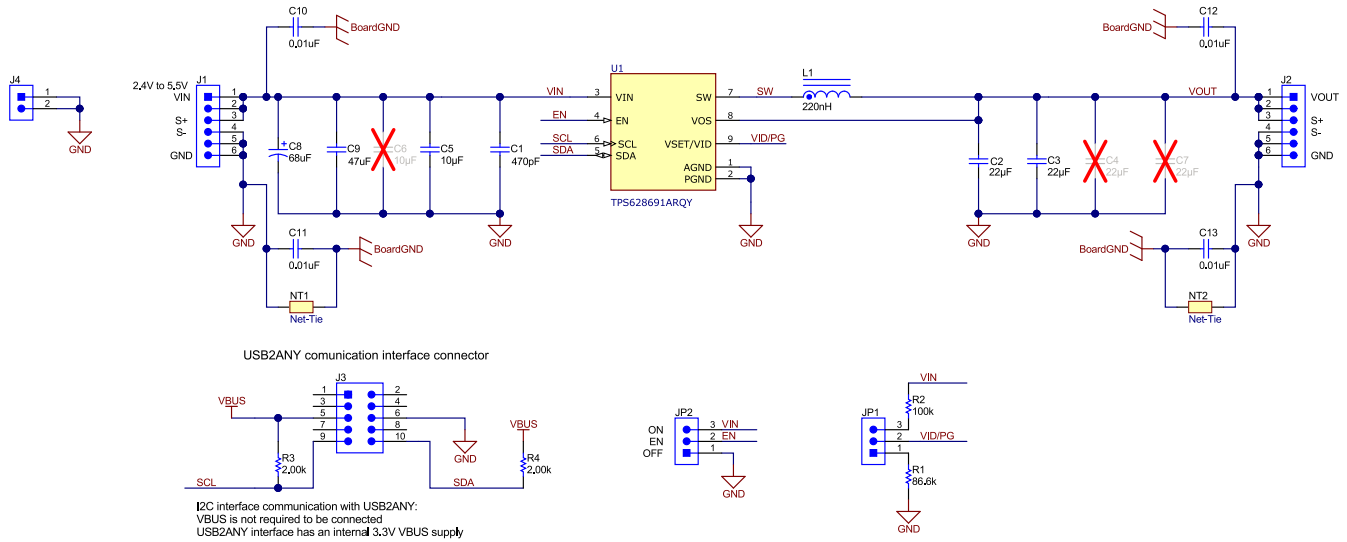 C10
0.01uF
BoardGND
J4
1
2
GND
2.4V to 5.5V
J1
VIN
1
2
S+
3
S-
4
5
GND
6
C8
68uF
+
C9
47uF
C6
10µF
C5
10µF
C1
470pF
GND
GND
C11
0.01uF
BoardGND
NT1
Net-Tie
VIN
EN
SCL
SDA
U1
3
VIN
4
EN
6
SCL
5
SDA
SW
7
VOS
8
VSET/VID
9
AGND
1
PGND
2
TPS628691ARQY
SW
VID/PG
GND
L1
220nH
C2
22µF
C3
22µF
C4
22µF
C7
22µF
GND
VOUT
BoardGND
C12
0.01uF
J2
1
VOUT
2
3
S+
4
S-
5
6
GND
GND
BoardGND
C13
0.01uF
NT2
Net-Tie
USB2ANY comunication interface connector
J3
1
2
3
4
5
6
7
8
9
10
VBUS
R3
2.00k
SCL
GND
VBUS
R4
2.00k
SDA
I2C interface communication with USB2ANY:
VBUS is not required to be connected
USB2ANY interface has an internal 3.3V VBUS supply
JP2
ON
3
VIN
EN
2
EN
OFF
1
GND
JP1
3
2
1
VIN
R2
100k
VID/PG
R1
86.6k
GND